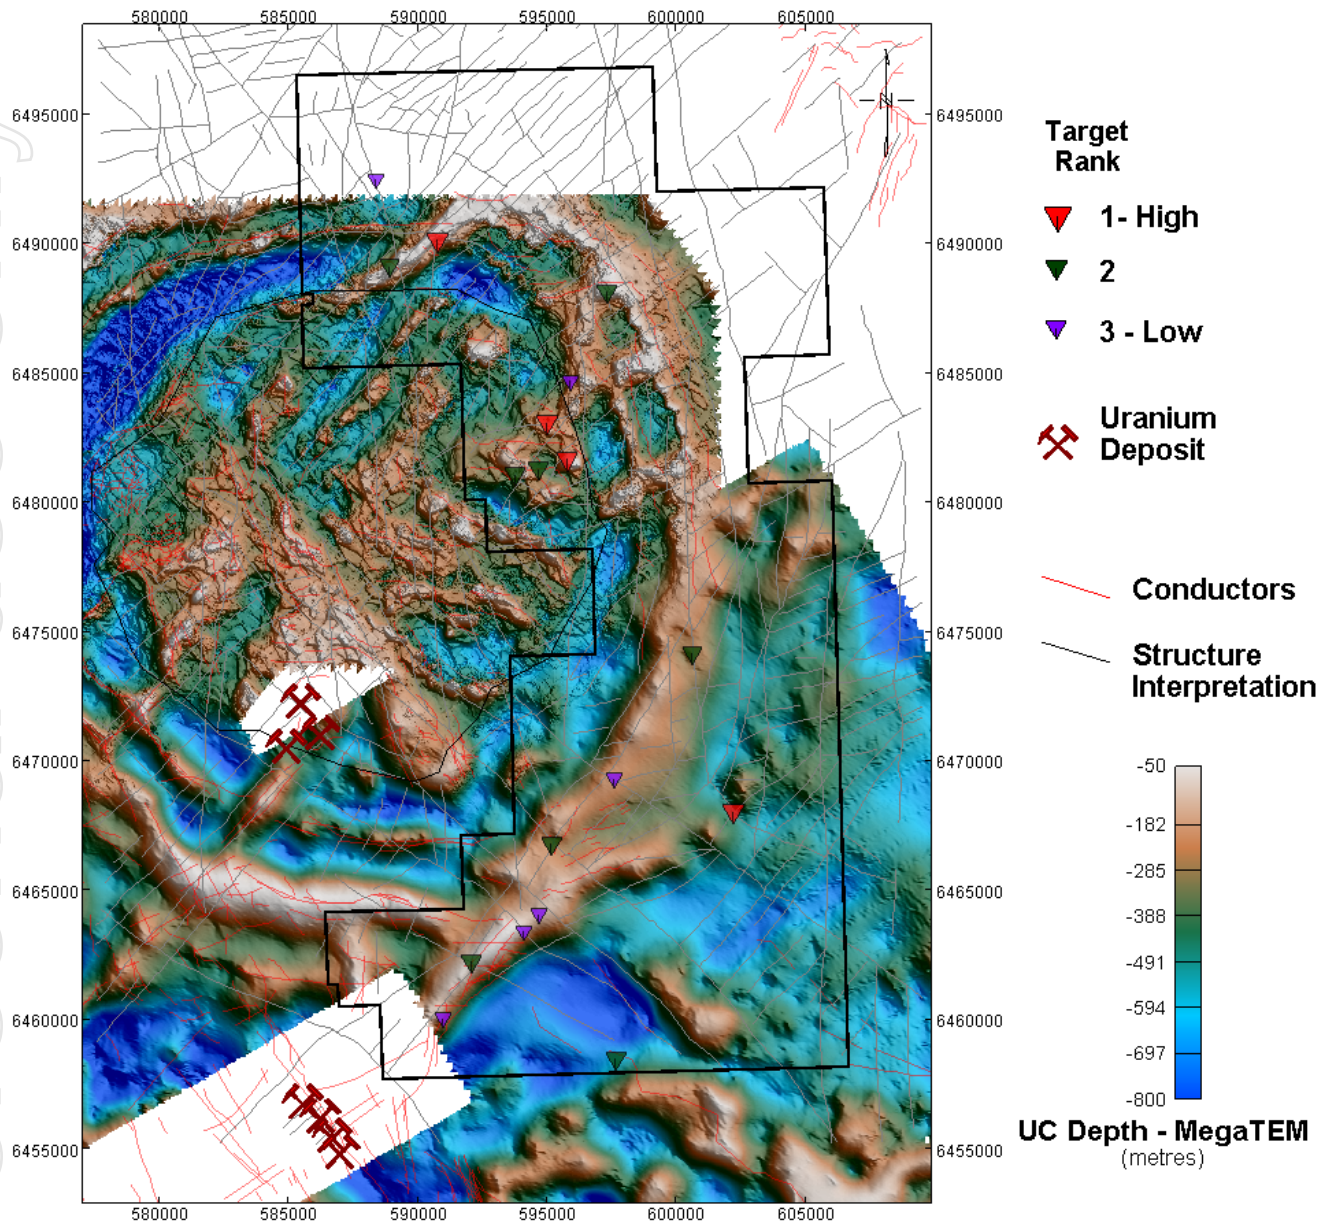 580000 585000 590000 595000 600000 605000
6495000 6495000
6490000 6490000
6485000 6485000
6480000 6480000
6475000 6475000
6470000 6470000
6465000 6465000
6460000 6460000
6455000 6455000
580000 585000 590000 595000 600000 605000
N
Target
Rank
1- High
2
3 - Low
Uranium
Deposit
Conductors
Structure
Interpretation
-50
-182
-285
-388
-491
-594
-697
-800
UC Depth - MegaTEM
(metres)